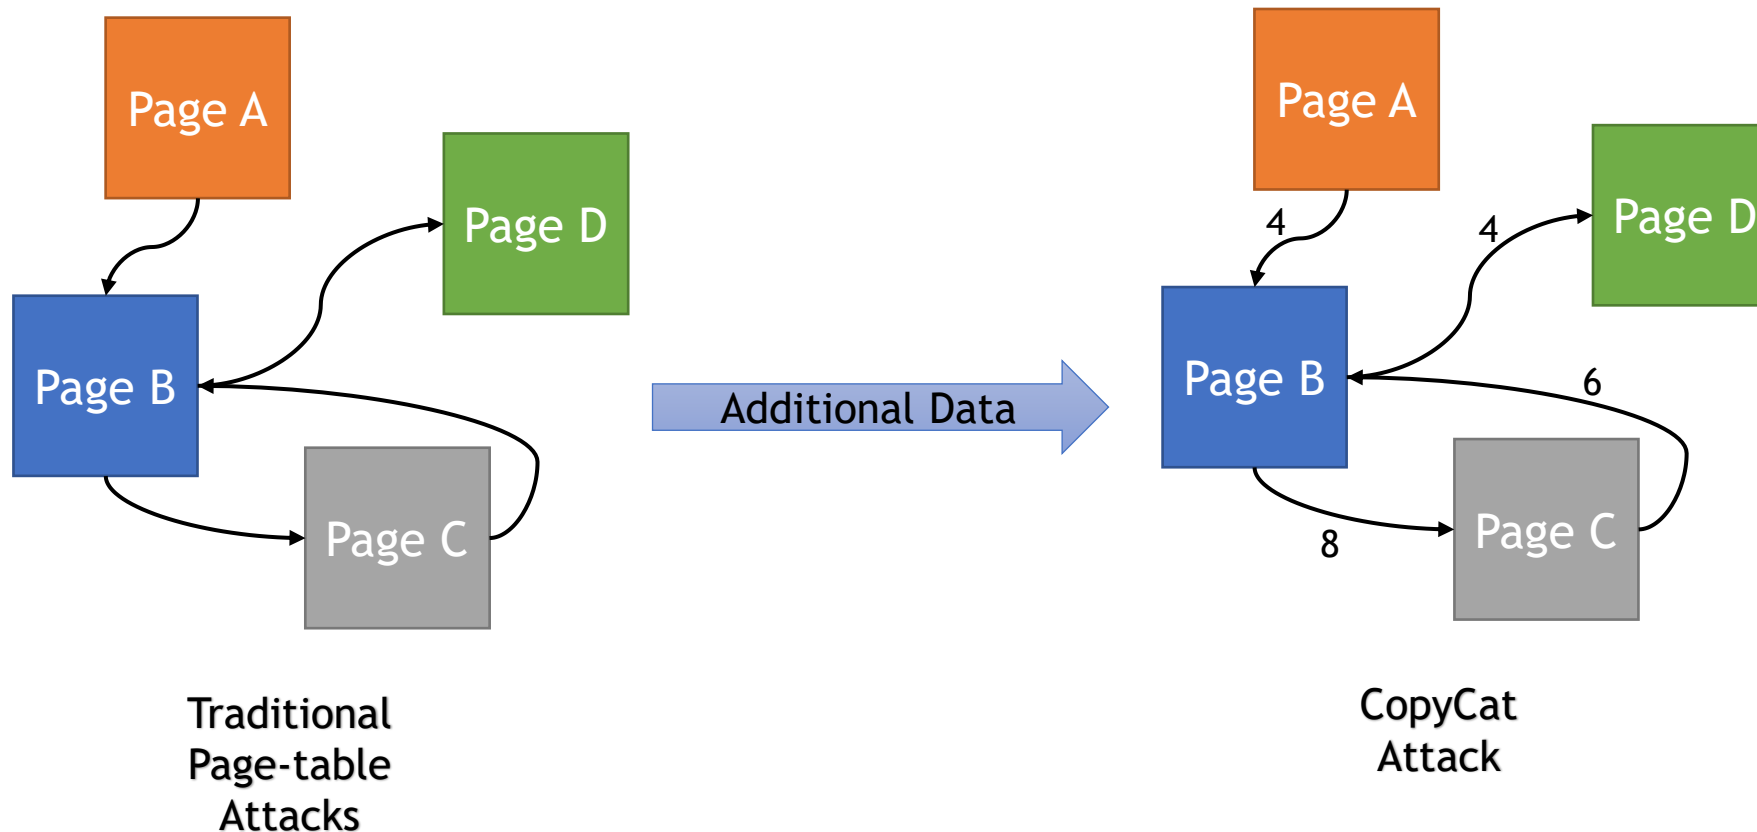 Page A
Page D
Page B
Page C
Traditional
Page-table
Attacks
Additional Data
Page A
4
4
Page D
Page B
6
8
Page C
CopyCat
Attack